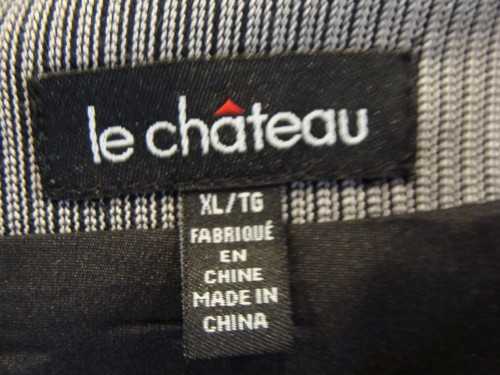 le château
XL/TG
FABRIQUÉ
EN
CHINE
MADE IN
CHINA